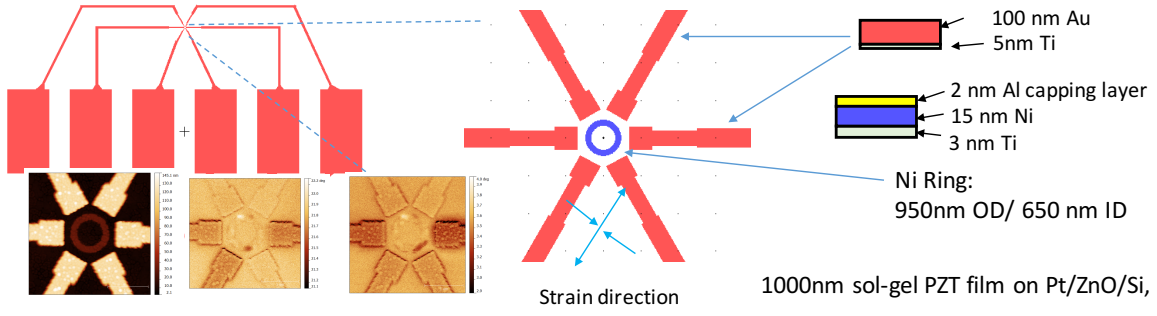 100 nm Au
5nm Ti
2 nm Al capping layer
15 nm Ni
3 nm Ti
Ni Ring:
950nm OD/ 650 nm ID
Strain direction
1000nm sol-gel PZT film on Pt/ZnO/Si,